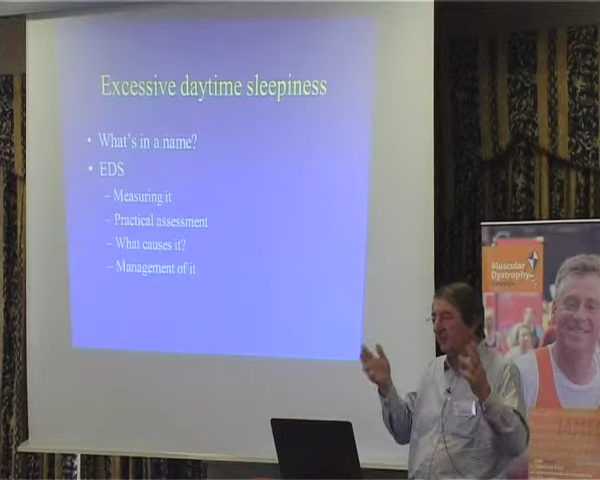 Excessive daytime sleepiness
• What's in a name?
• EDS
– Measuring it
– Practical assessment
– What causes it?
– Management of it
Muscular
Dystrophy